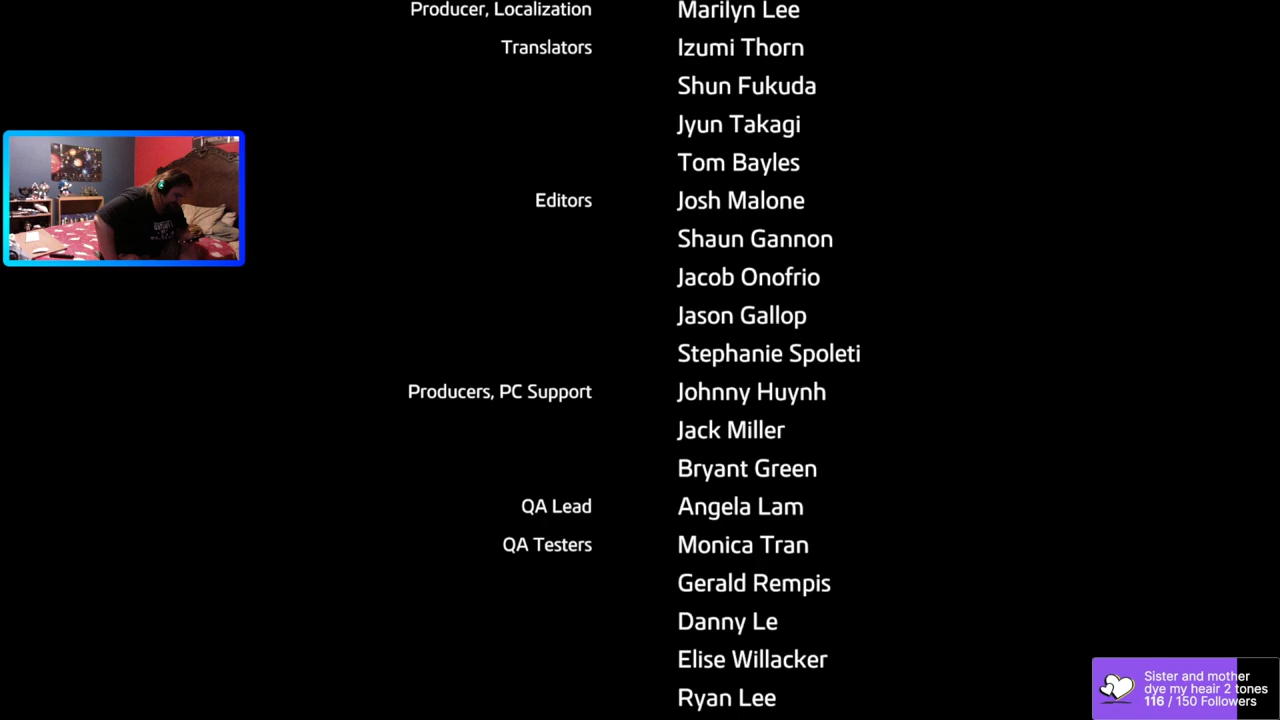 Producer, Localization Marilyn Lee
Translators Izumi Thorn
Shun Fukuda
Jyun Takagi
Tom Bayles
Editors Josh Malone
Shaun Gannon
Jacob Onofrio
Jason Gallop
Stephanie Spoleti
Producers, PC Support Johnny Huynh
Jack Miller
Bryant Green
QA Lead Angela Lam
QA Testers Monica Tran
Gerald Rempis
Danny Le
Elise Willacker
Ryan Lee
Sister and mother
dye my heair 2 tones
116 / 150 Followers